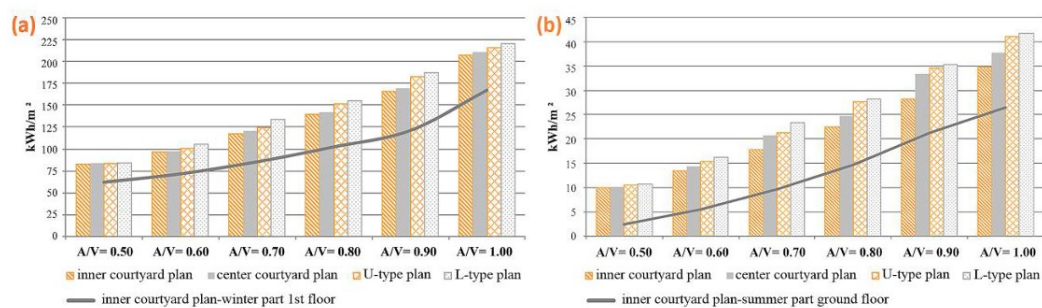 (a)
kWh/m²
250
225
200
175
150
125
100
75
50
25
0
A/V= 0.50 A/V= 0.60 A/V= 0.70 A/V= 0.80 A/V= 0.90 A/V= 1.00
inner courtyard plan center courtyard plan U-type plan L-type plan
inner courtyard plan-winter part 1st floor
(b)
kWh/m²
45
40
35
30
25
20
15
10
5
0
A/V= 0.50 A/V= 0.60 A/V= 0.70 A/V= 0.80 A/V= 0.90 A/V= 1.00
inner courtyard plan center courtyard plan U-type plan L-type plan
inner courtyard plan-summer part ground floor